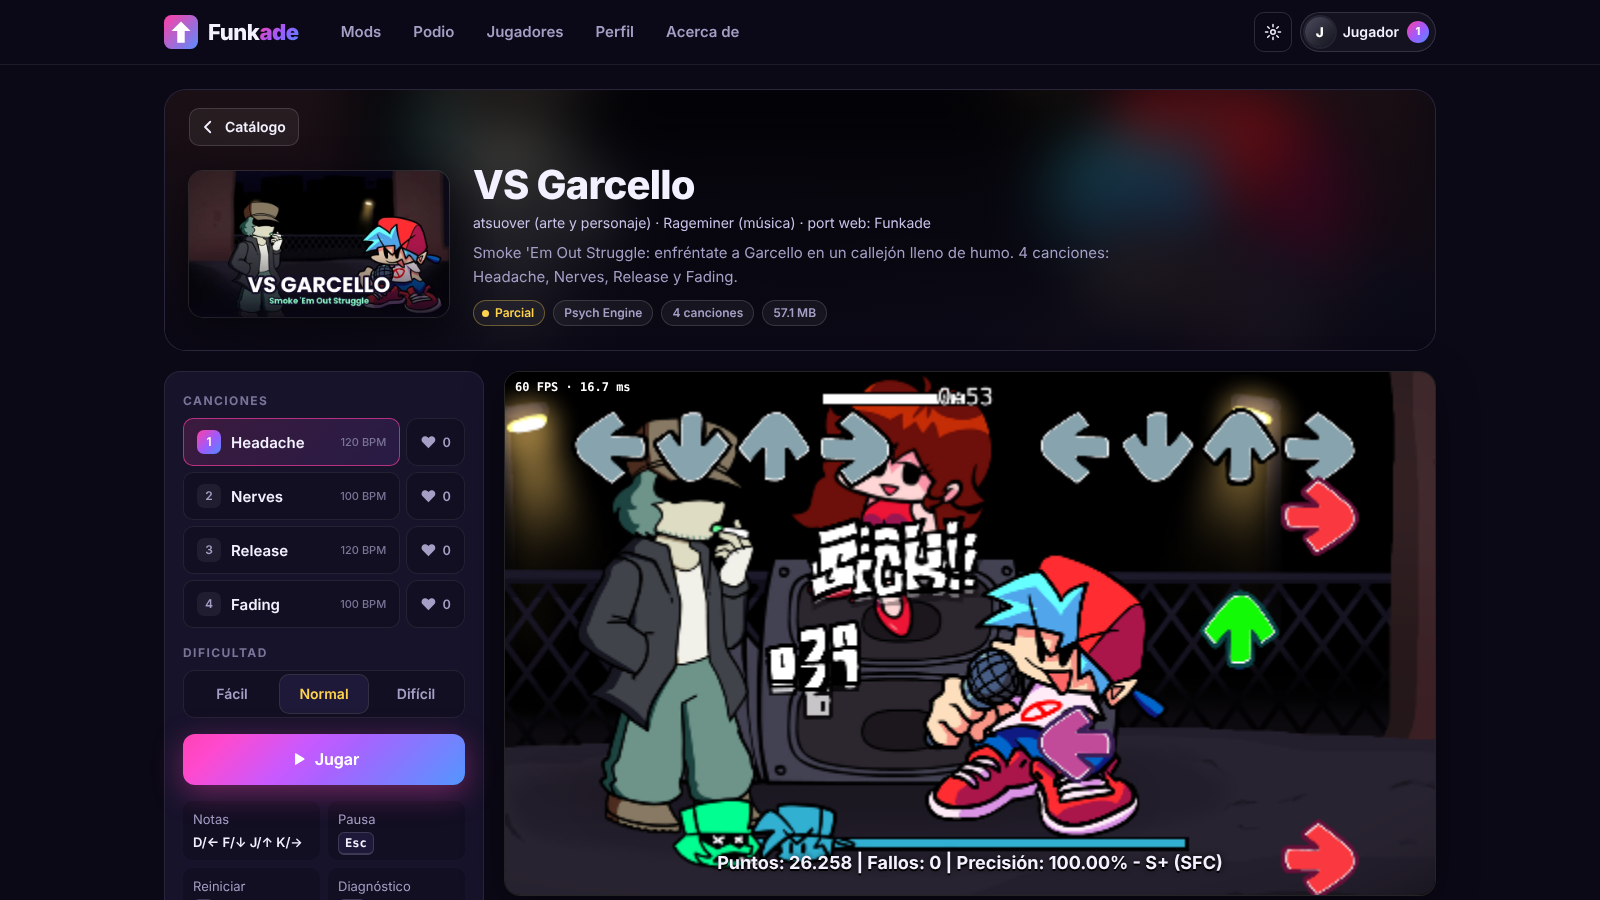 Funkade
Mods
Podio
Jugadores
Perfil
Acerca de
J Jugador 1
Catálogo
VS GARCELLO
Smoke 'Em Out Struggle
VS Garcello
atsuover (arte y personaje) · Rageminer (música) · port web: Funkade
Smoke 'Em Out Struggle: enfréntate a Garcello en un callejón lleno de humo. 4 canciones:
Headache, Nerves, Release y Fading.
Parcial
Psych Engine
4 canciones
57.1 MB
CANCIONES
1 Headache 120 BPM 0
2 Nerves 100 BPM 0
3 Release 120 BPM 0
4 Fading 100 BPM 0
DIFICULTAD
Fácil
Normal
Difícil
Jugar
Notas
D/← F/↓ J/↑ K/→
Pausa
Esc
Reiniciar
Diagnóstico
60 FPS · 16.7 ms
0:53
SICK!!
Puntos: 26.258 | Fallos: 0 | Precisión: 100.00% - S+ (SFC)